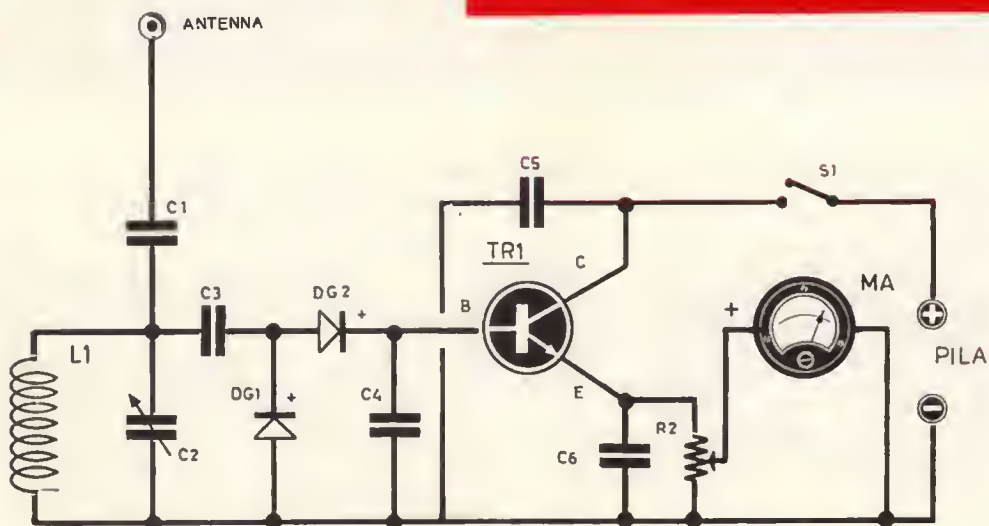 ANTENNA
C1
C5
S1
TR1
C
MA
C3
DG2
+
B
+
L1
+
PILA
DG1
+
C4
E
R2
C2
C6